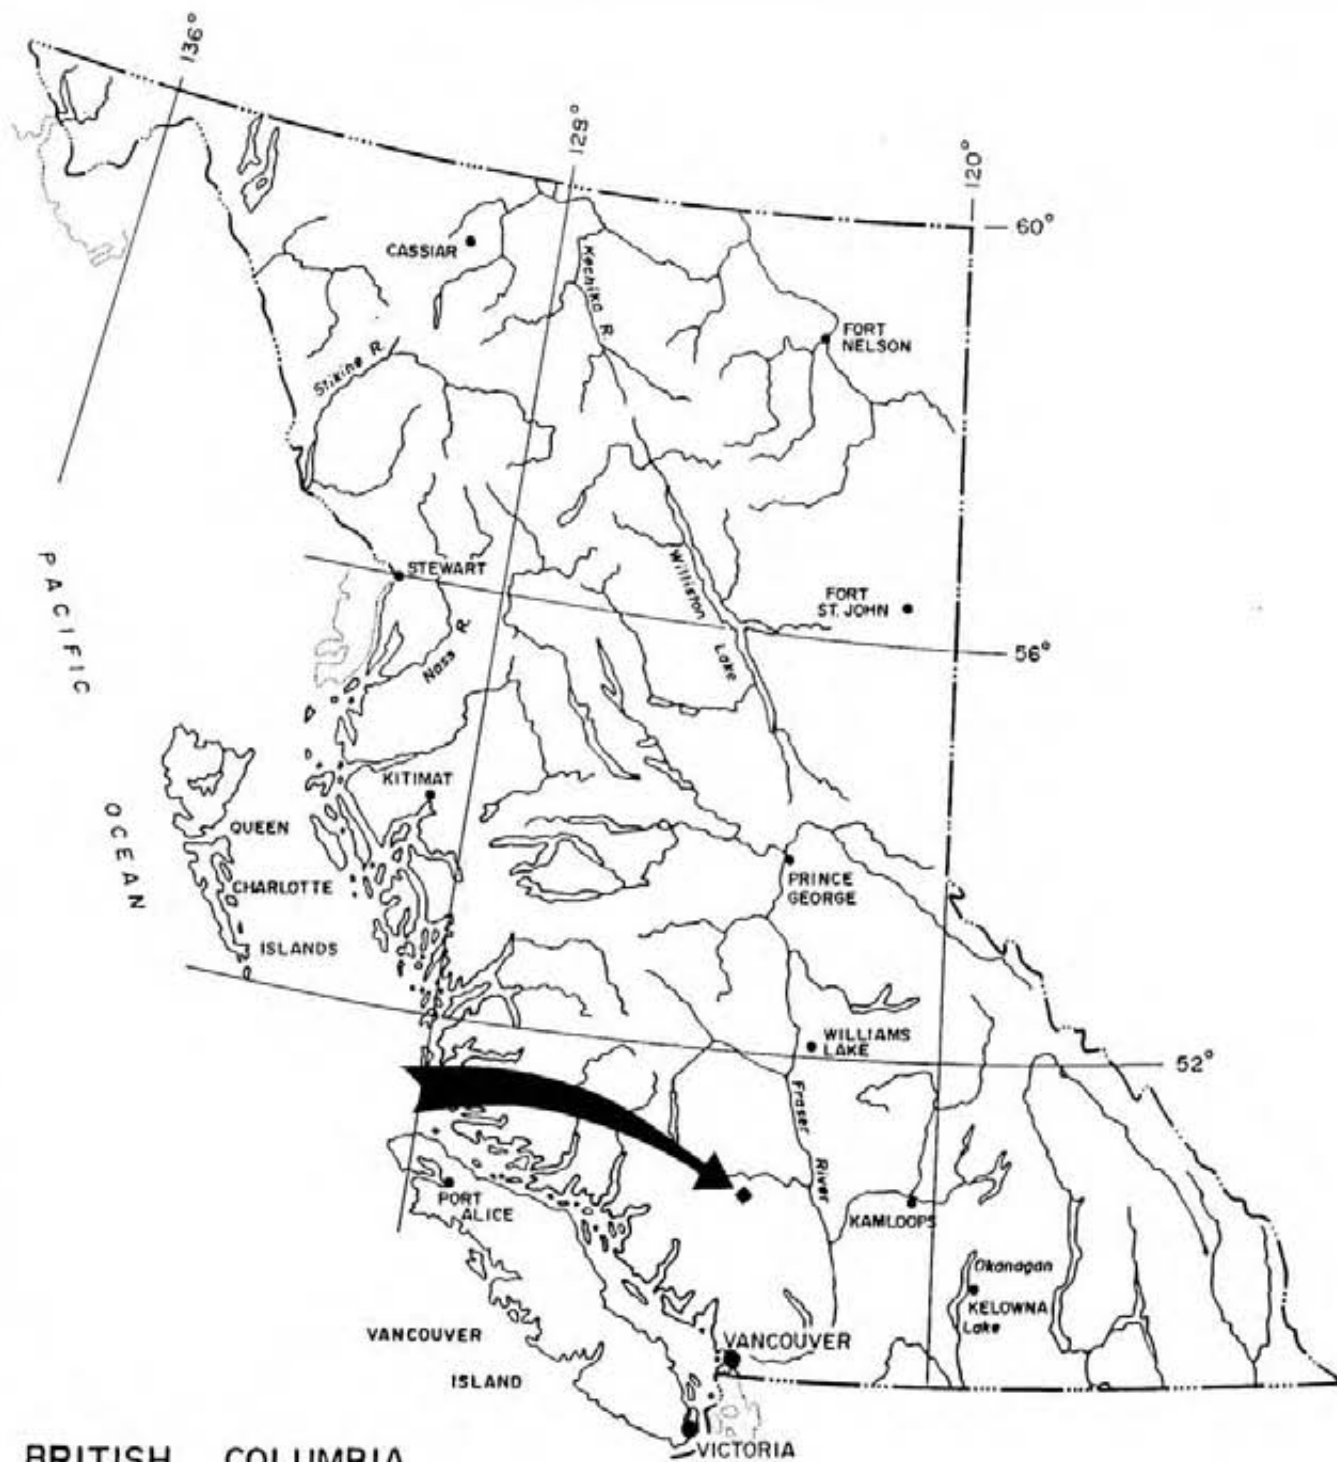 136°
129°
120°
60°
CASSIAR
Kechika R.
FORT
NELSON
Stikine R.
PACIFIC
OCEAN
STEWART
Williston
Lake
FORT
ST. JOHN
56°
Nass R.
KITIMAT
QUEEN
CHARLOTTE
ISLANDS
PRINCE
GEORGE
WILLIAMS
LAKE
52°
Fraser
River
PORT
ALICE
KAMLOOPS
Okanagan
KELOWNA
Lake
VANCOUVER
ISLAND
VANCOUVER
VICTORIA
BRITISH COLUMBIA